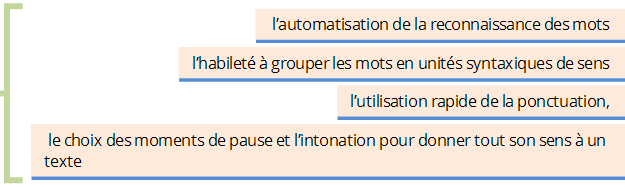 l’automatisation de la reconnaissance des mots
l’habileté à grouper les mots en unités syntaxiques de sens
l’utilisation rapide de la ponctuation,
le choix des moments de pause et l’intonation pour donner tout son sens à un
texte